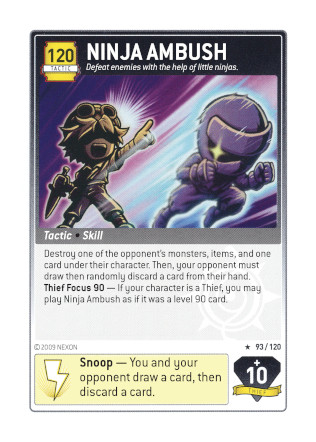 120
TACTIC
NINJA AMBUSH
Defeat enemies with the help of little ninjas.
Tactic • Skill
Destroy one of the opponent's monsters, items, and one
card under their character. Then, your opponent must
draw then randomly discard a card from their hand.
Thief Focus 90 — If your character is a Thief, you may
play Ninja Ambush as if it was a level 90 card.
©2009 NEXON
★ 93/120
Snoop — You and your
opponent draw a card, then
discard a card.
+
10
THIEF